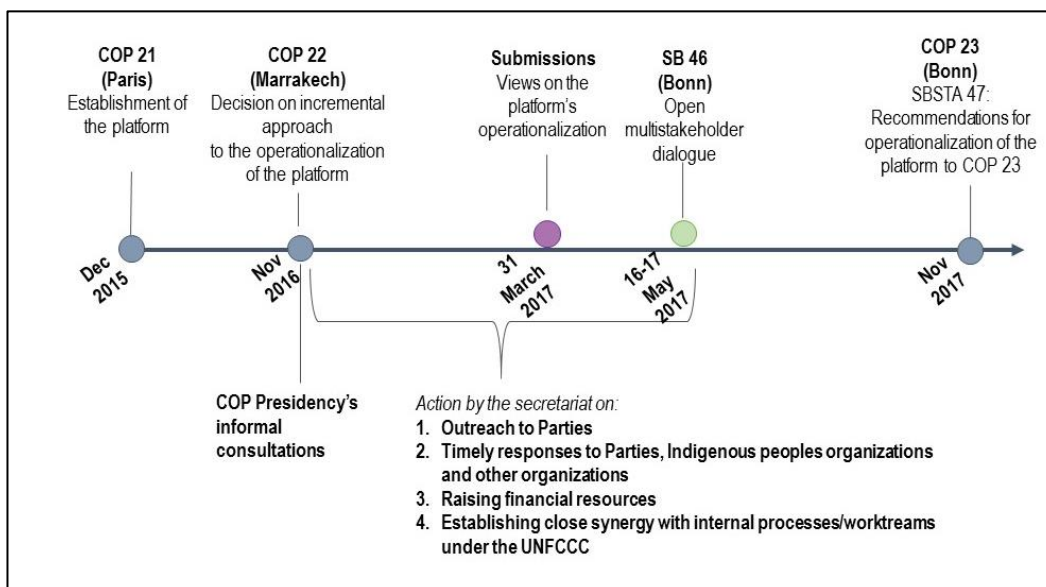 COP 21
(Paris)
Establishment of
the platform
COP 22
(Marrakech)
Decision on incremental
approach
to the operationalization
of the platform
Submissions
Views on the
platform's
operationalization
SB 46
(Bonn)
Open
multistakeholder
dialogue
COP 23
(Bonn)
SBSTA 47:
Recommendations for
operationalization of the
platform to COP 23
Dec
2015
Nov
2016
31
March
2017
16-17
May
2017
Nov
2017
COP Presidency's
informal
consultations
Action by the secretariat on:
1. Outreach to Parties
2. Timely responses to Parties, Indigenous peoples organizations
and other organizations
3. Raising financial resources
4. Establishing close synergy with internal processes/worktreams
under the UNFCCC